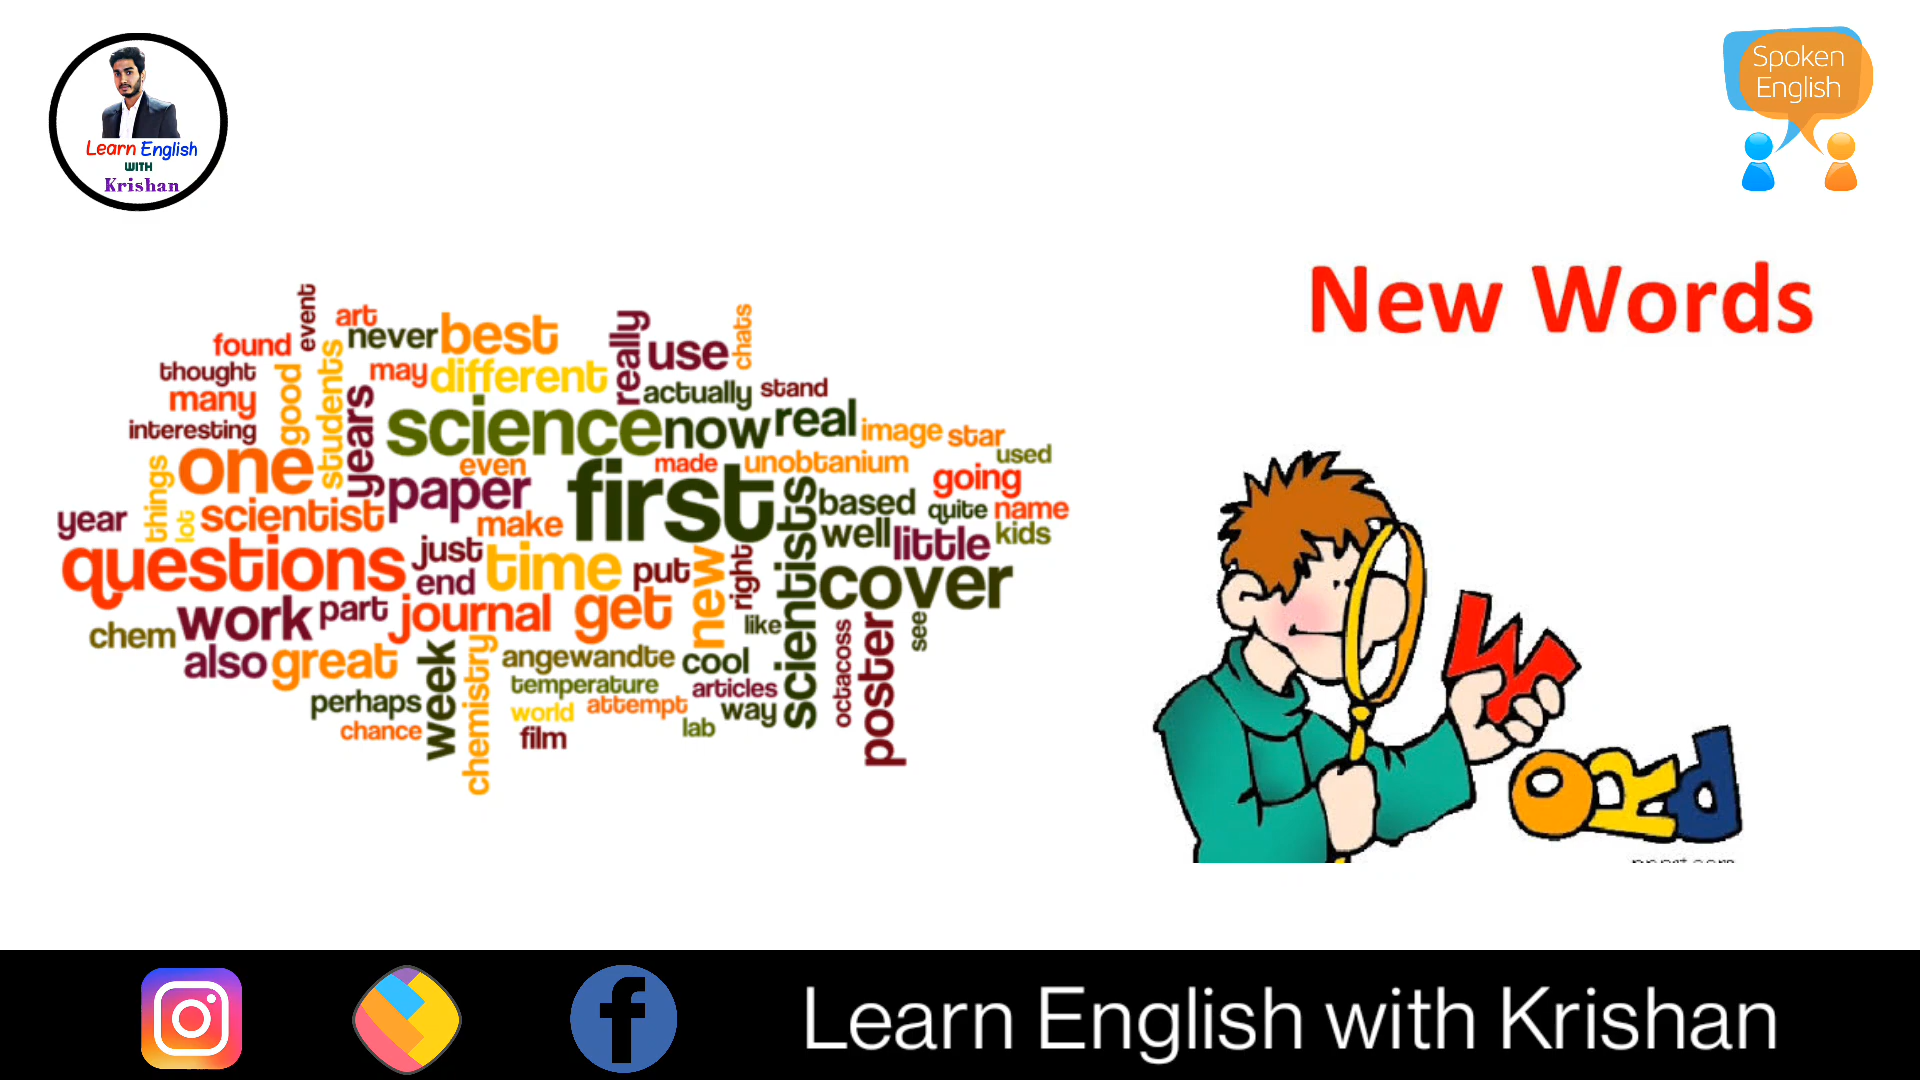 Learn English
WITH
Krishan
Spoken
English
New Words
event
art
never
best
really
use
chats
found
thought
good
students
may
different
actually
stand
many
years
science
now
real
image
star
interesting
one
even
made
unobtanium
used
going
things
paper
first
scientists
based
quite
name
year
lot
scientist
make
well
little
kids
questions
just
time
put
new
right
cover
end
work
part
journal
get
like
see
chem
also
great
week
chemistry
angewandte
cool
octacoss
poster
temperature
articles
perhaps
world
attempt
way
chance
film
lab
W
ORD
Learn English with Krishan